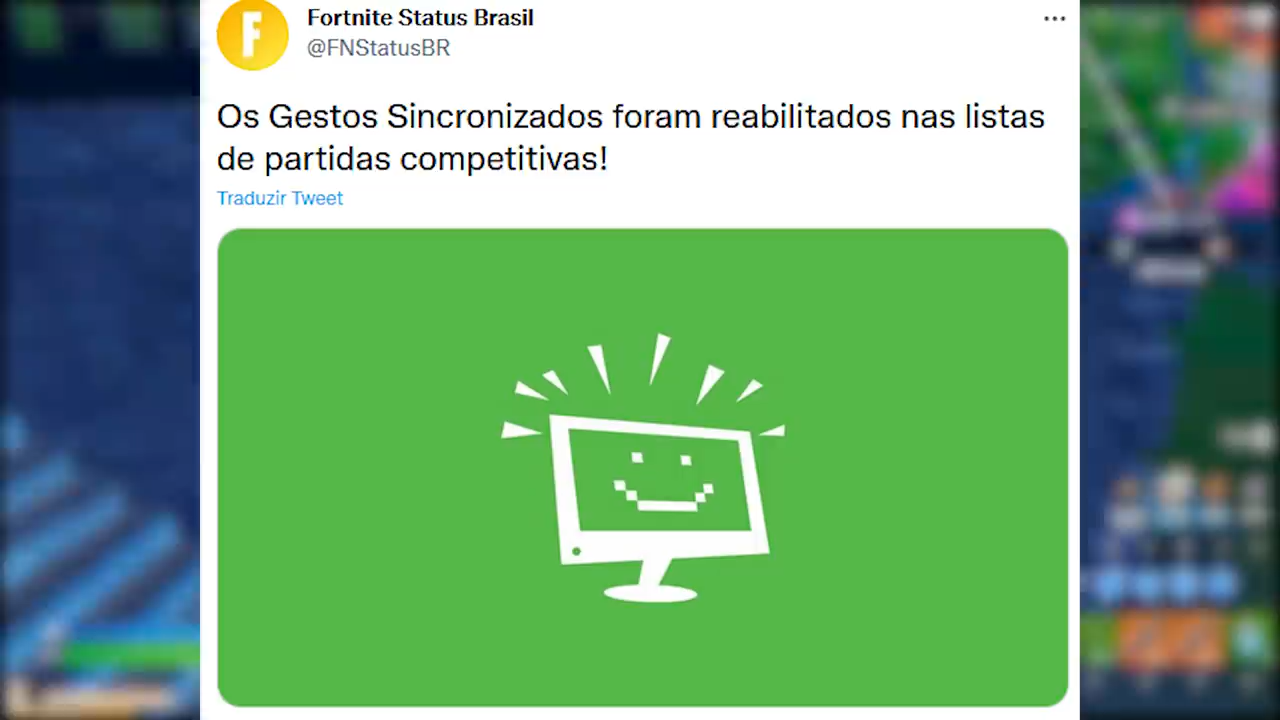 Fortnite Status Brasil
@FNStatusBR
Os Gestos Sincronizados foram reabilitados nas listas
de partidas competitivas!
Traduzir Tweet